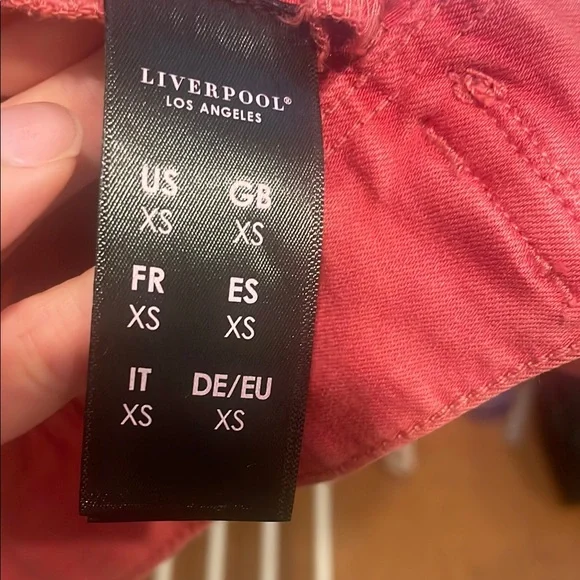 LIVERPOOL®
LOS ANGELES
US GB
XS XS
FR ES
XS XS
IT DE/EU
XS XS